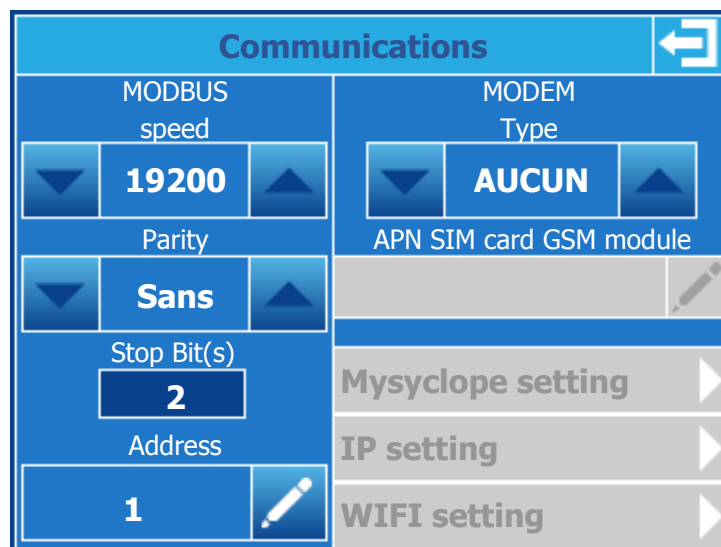 Communications
MODBUS
speed
19200
Parity
Sans
Stop Bit(s)
2
Address
1
MODEM
Type
AUCUN
APN SIM card GSM module
Mysyclope setting
IP setting
WIFI setting